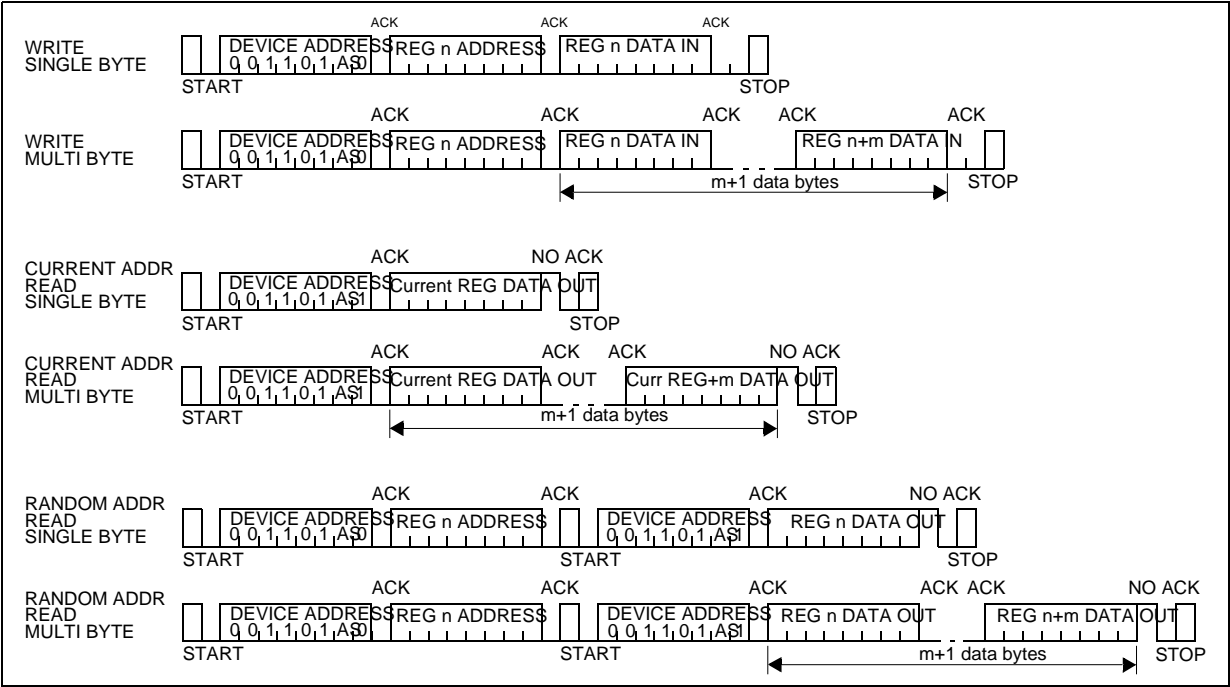 ACK ACK ACK
WRITE DEVICE ADDRESS REG n ADDRESS REG n DATA IN
SINGLE BYTE 0 0 1 1 0 1 AS 0
START STOP
ACK ACK ACK ACK ACK
WRITE DEVICE ADDRESS REG n ADDRESS REG n DATA IN REG n+m DATA IN
MULTI BYTE 0 0 1 1 0 1 AS 0
START m+1 data bytes STOP
ACK NO ACK
CURRENT ADDR
READ DEVICE ADDRESS Current REG DATA OUT
SINGLE BYTE 0 0 1 1 0 1 AS 1
START STOP
ACK ACK ACK NO ACK
CURRENT ADDR
READ DEVICE ADDRESS Current REG DATA OUT Curr REG+m DATA OUT
MULTI BYTE 0 0 1 1 0 1 AS 1
START m+1 data bytes STOP
ACK ACK ACK NO ACK
RANDOM ADDR
READ DEVICE ADDRESS REG n ADDRESS DEVICE ADDRESS REG n DATA OUT
SINGLE BYTE 0 0 1 1 0 1 AS 0 0 0 1 1 0 1 AS 1
START START STOP
ACK ACK ACK ACK ACK NO ACK
RANDOM ADDR
READ DEVICE ADDRESS REG n ADDRESS DEVICE ADDRESS REG n DATA OUT REG n+m DATA OUT
MULTI BYTE 0 0 1 1 0 1 AS 0 0 0 1 1 0 1 AS 1
START START m+1 data bytes STOP